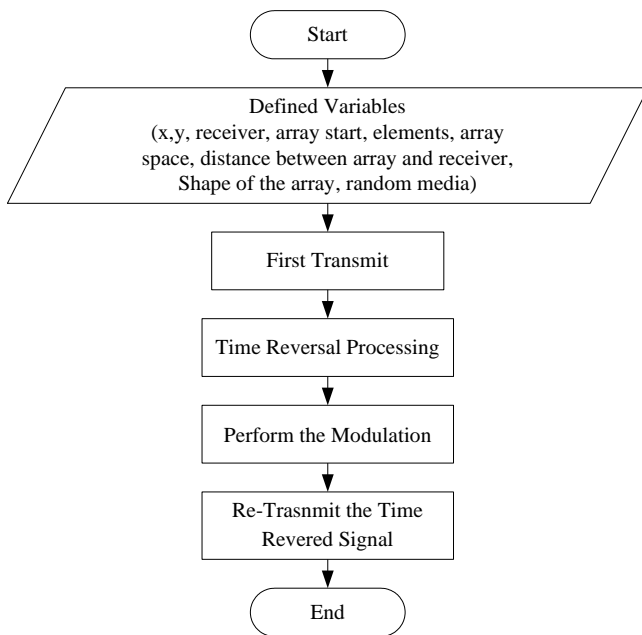 Start
Defined Variables
(x,y, receiver, array start, elements, array
space, distance between array and receiver,
Shape of the array, random media)
First Transmit
Time Reversal Processing
Perform the Modulation
Re-Trasnmit the Time
Revered Signal
End